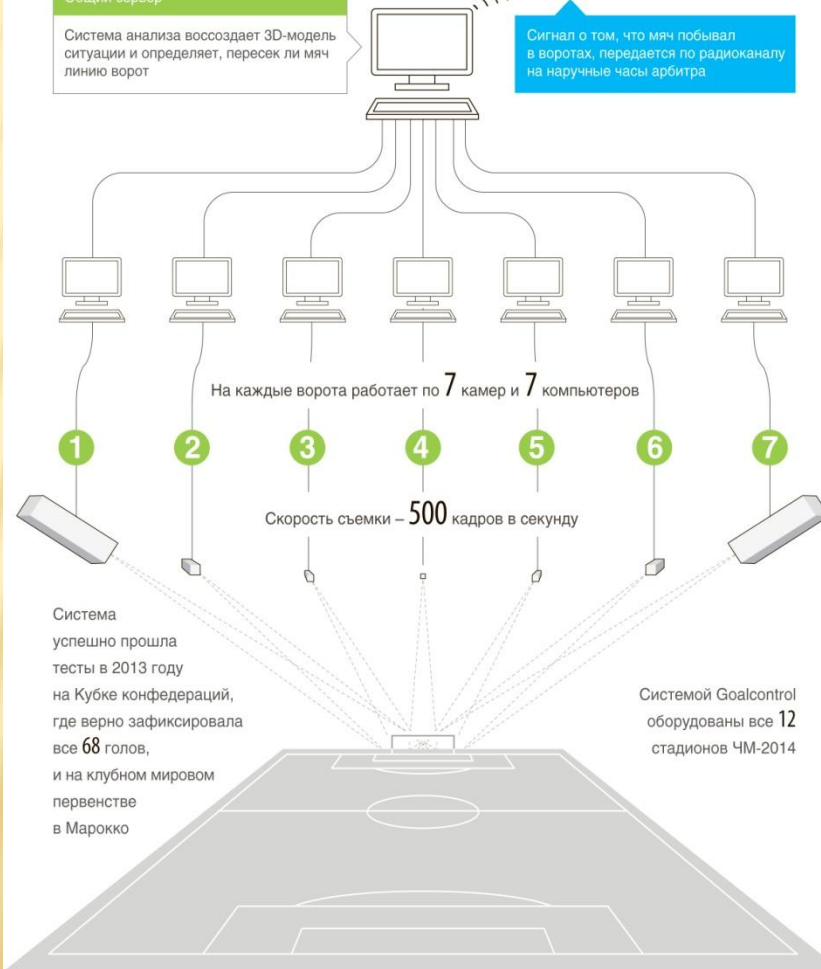 Общий сервер
Система анализа воссоздает 3D-модель
ситуации и определяет, пересек ли мяч
линию ворот
Сигнал о том, что мяч побывал
в воротах, передается по радиоканалу
на наручные часы арбитра
На каждые ворота работает по 7 камер и 7 компьютеров
1 2 3 4 5 6 7
Скорость съемки – 500 кадров в секунду
Система
успешно прошла
тесты в 2013 году
на Кубке конфедераций,
где верно зафиксировала
все 68 голов,
и на клубном мировом
первенстве
в Марокко
Системой Goalcontrol
оборудованы все 12
стадионов ЧМ-2014